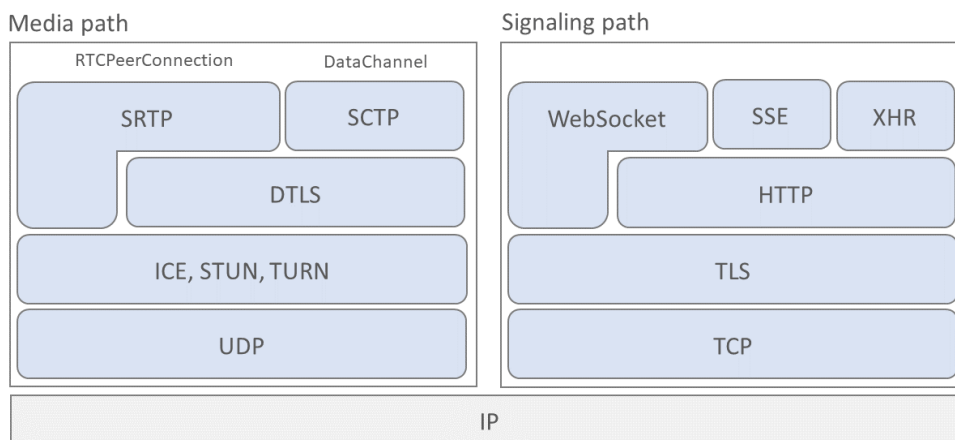 Media path
Signaling path
RTCPeerConnection
DataChannel
SRTP
SCTP
WebSocket
SSE
XHR
DTLS
HTTP
ICE, STUN, TURN
TLS
UDP
TCP
IP